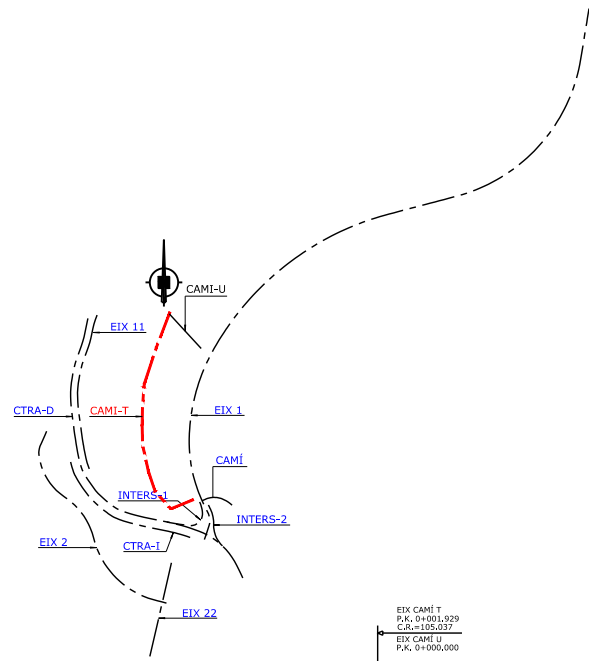 CAMI-U
EIX 11
CTRA-D
CAMI-T
EIX 1
CAMÍ
INTERS-1
INTERS-2
EIX 2
CTRA-I
EIX 22
EIX CAMÍ T
P.K. 0+001.929
C.R.=105.037
EIX CAMÍ U
P.K. 0+000.000